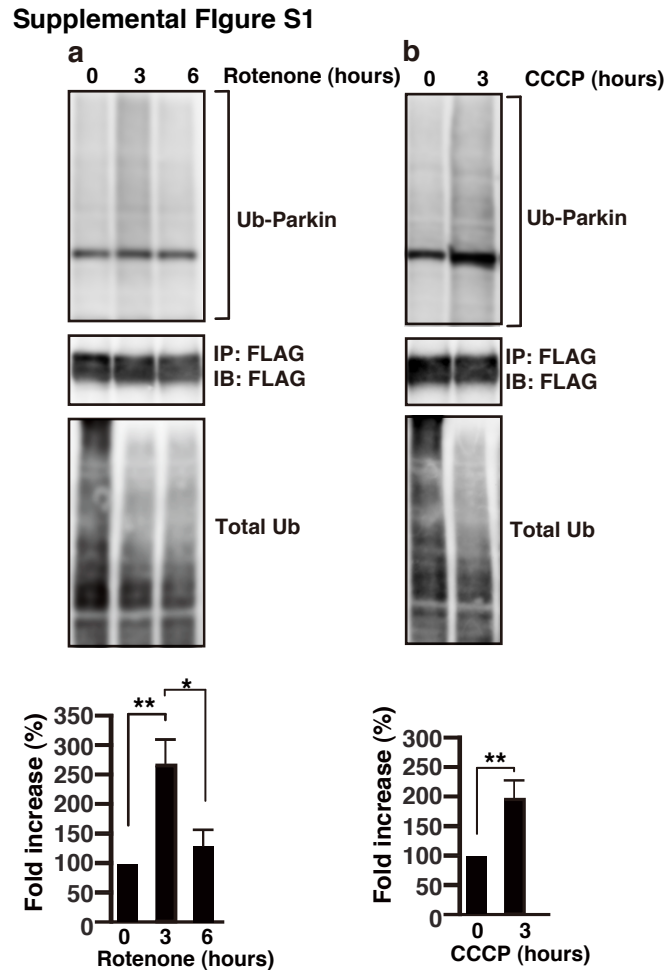 Supplemental FIgure S1
a
0 3 6 Rotenone (hours)
Ub-Parkin
IP: FLAG
IB: FLAG
Total Ub
Fold increase (%)
350
300
250
200
150
100
50
0
**
*
0 3 6
Rotenone (hours)
b
0 3 CCCP (hours)
Ub-Parkin
IP: FLAG
IB: FLAG
Total Ub
Fold increase (%)
300
250
200
150
100
50
0
**
0 3
CCCP (hours)